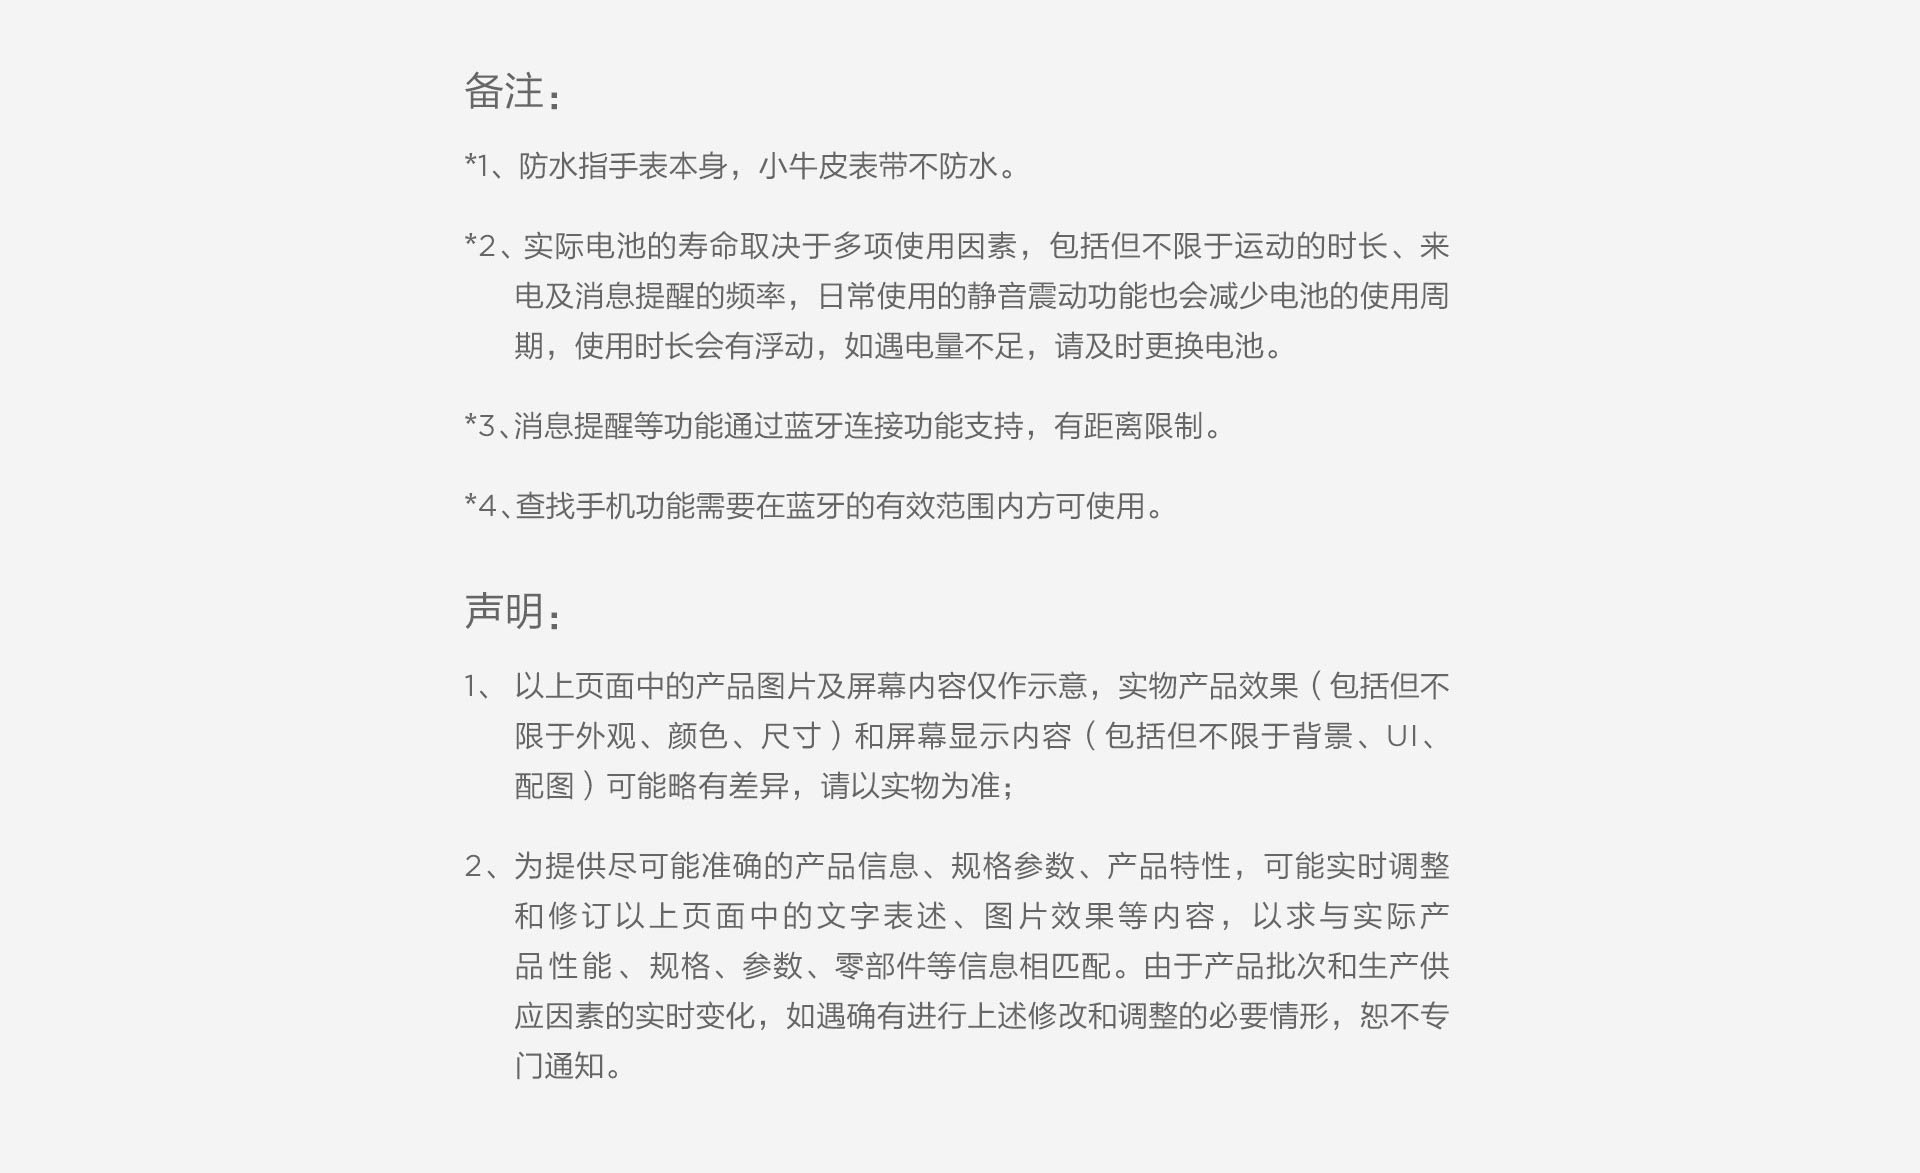 备注：
*1、防水指手表本身，小牛皮表带不防水。
*2、实际电池的寿命取决于多项使用因素，包括但不限于运动的时长、来
电及消息提醒的频率，日常使用的静音震动功能也会减少电池的使用周
期，使用时长会有浮动，如遇电量不足，请及时更换电池。
*3、消息提醒等功能通过蓝牙连接功能支持，有距离限制。
*4、查找手机功能需要在蓝牙的有效范围内方可使用。
声明：
1、 以上页面中的产品图片及屏幕内容仅作示意，实物产品效果（包括但不
限于外观、颜色、尺寸）和屏幕显示内容（包括但不限于背景、UI、
配图）可能略有差异，请以实物为准；
2、为提供尽可能准确的产品信息、规格参数、产品特性，可能实时调整
和修订以上页面中的文字表述、图片效果等内容，以求与实际产
品性能、规格、参数、零部件等信息相匹配。由于产品批次和生产供
应因素的实时变化，如遇确有进行上述修改和调整的必要情形，恕不专
门通知。